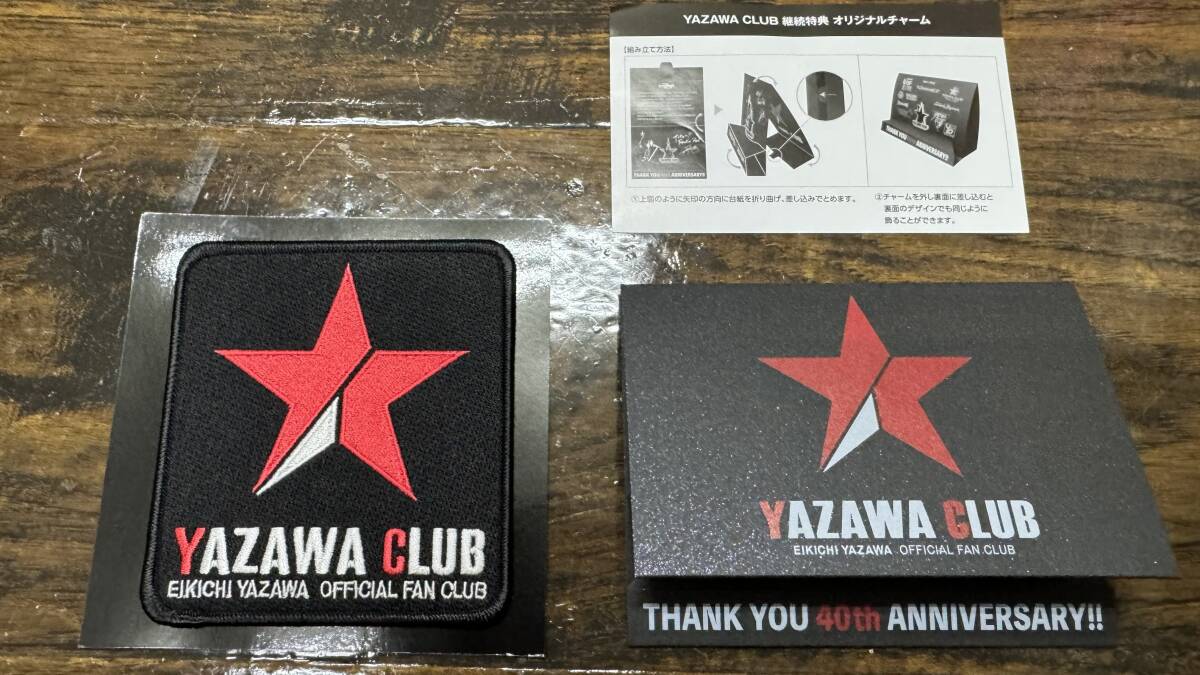 YAZAWA CLUB 継続特典 オリジナルチャーム
【組み立て方法】
THANK YOU 40th ANNIVERSARY!!
THANK YOU 40th ANNIVERSARY!!
①上図のように矢印の方向に台紙を折り曲げ、差し込みでとめます。
②チャームを外し裏面に差し込むと
裏面のデザインでも同じように
飾ることができます。
YAZAWA CLUB
EIKICHI YAZAWA OFFICIAL FAN CLUB
YAZAWA CLUB
EIKICHI YAZAWA OFFICIAL FAN CLUB
THANK YOU 40th ANNIVERSARY!!